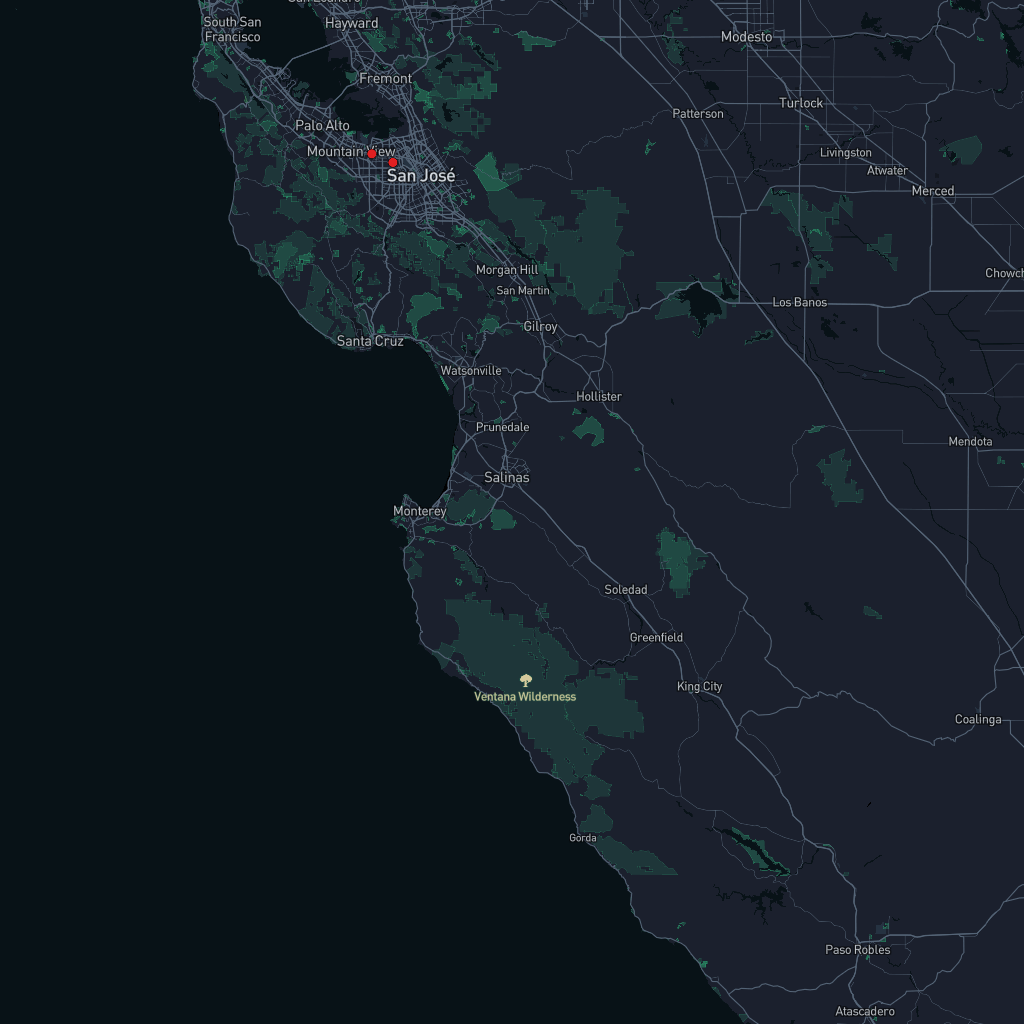 South San
Francisco
Hayward
Modesto
Fremont
Turlock
Patterson
Palo Alto
Mountain View
Livingston
Atwater
San José
Merced
Morgan Hill
San Martin
Los Banos
Gilroy
Santa Cruz
Watsonville
Hollister
Prunedale
Mendota
Salinas
Monterey
Soledad
Greenfield
King City
Ventana Wilderness
Coalinga
Gorda
Paso Robles
Atascadero